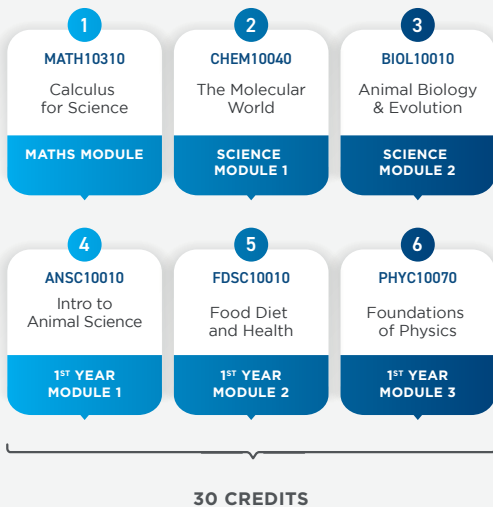 1
MATH10310
Calculus
for Science
MATHS MODULE
2
CHEM10040
The Molecular
World
SCIENCE
MODULE 1
3
BIOL10010
Animal Biology
& Evolution
SCIENCE
MODULE 2
4
ANSC10010
Intro to
Animal Science
1ST YEAR
MODULE 1
5
FDSC10010
Food Diet
and Health
1ST YEAR
MODULE 2
6
PHYC10070
Foundations
of Physics
1ST YEAR
MODULE 3
30 CREDITS